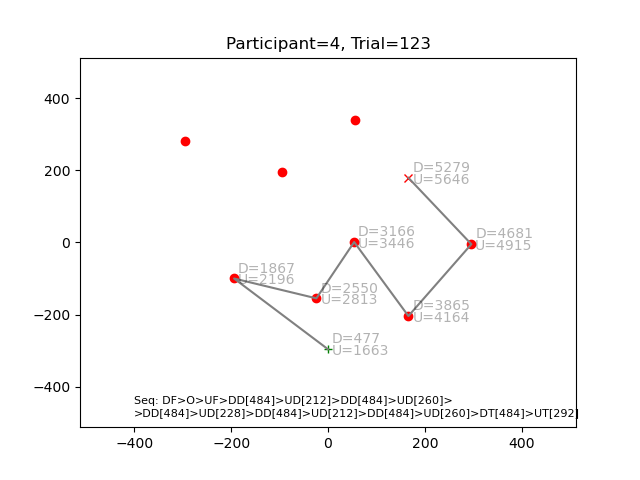 Participant=4, Trial=123
400
200
0
−200
−400
D=5279
U=5646
D=3166
U=3446
D=4681
U=4915
D=1867
U=2196
D=2550
U=2813
D=3865
U=4164
D=477
U=1663
Seq: DF>O>UF>DD[484]>UD[212]>DD[484]>UD[260]>
>DD[484]>UD[228]>DD[484]>UD[212]>DD[484]>UD[260]>DT[484]>UT[292]
−400 −200 0 200 400